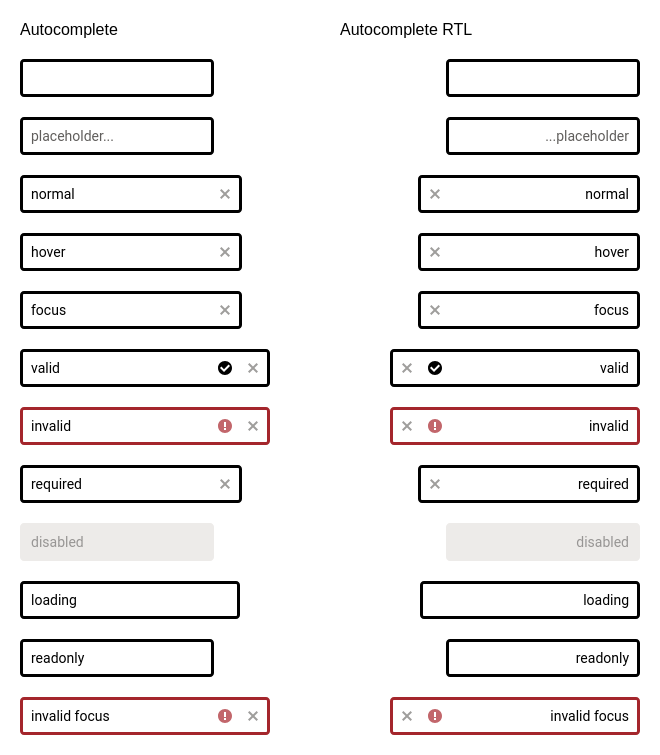 Autocomplete
placeholder...
normal
hover
focus
valid
invalid
required
disabled
loading
readonly
invalid focus
Autocomplete RTL
...placeholder
normal
hover
focus
valid
invalid
required
disabled
loading
readonly
invalid focus